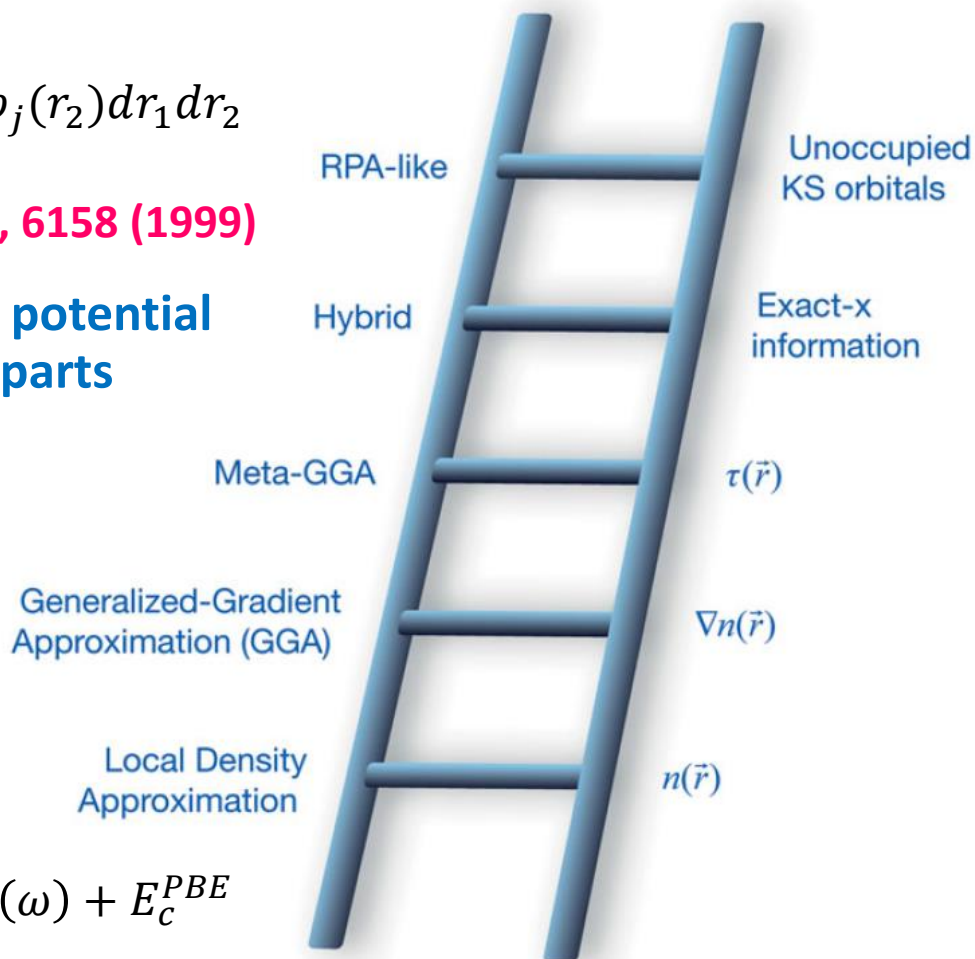 φ_j(r_2)dr_1dr_2
, 6158 (1999)
potential
parts
(ω) + E_c^{PBE}
RPA-like
Unoccupied
KS orbitals
Hybrid
Exact-x
information
Meta-GGA
τ(r⃗)
Generalized-Gradient
Approximation (GGA)
∇n(r⃗)
Local Density
Approximation
n(r⃗)